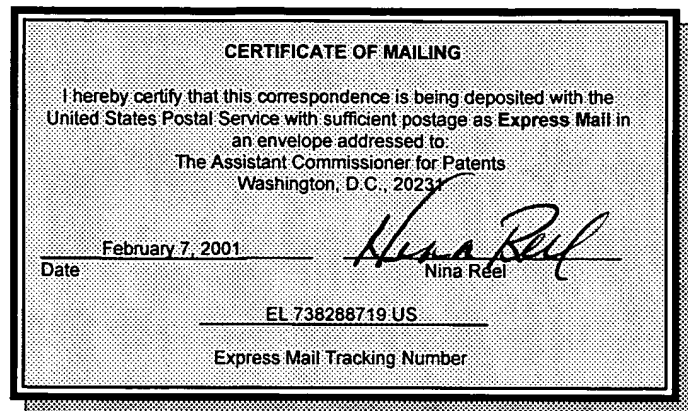 CERTIFICATE OF MAILING
I hereby certify that this correspondence is being deposited with the
United States Postal Service with sufficient postage as Express Mail in
an envelope addressed to:
The Assistant Commissioner for Patents
Washington, D.C., 20231
February 7, 2001 Nina Reel
Date Nina Reel
EL 738288719 US
Express Mail Tracking Number